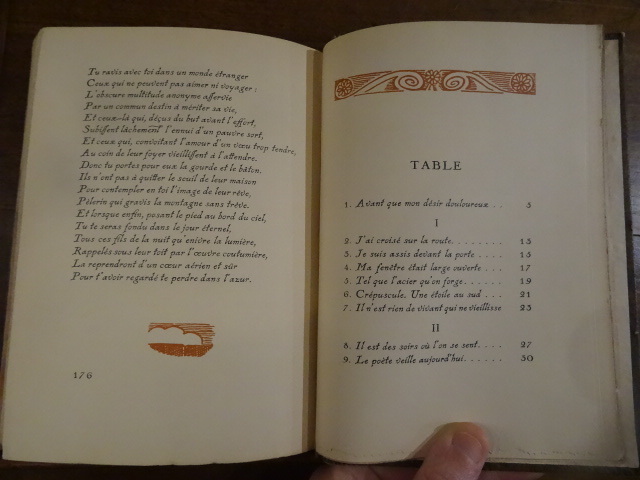 Tu ravis avec toi dans un monde étranger
Ceux qui ne peuvent pas aimer ni voyager :
L'obscure multitude anonyme asservie
Par un commun destin à mériter sa vie,
Et ceux-là qui, déçus du but avant l'effort,
Subissent lâchement l'ennui d'un pauvre sort,
Et ceux qui, convoitant l'amour d'un vœu trop tendre,
Au coin de leur foyer vieillissent à l'attendre.
Donc tu portes pour eux la gourde et le bâton.
Ils n'ont pas à quitter le seuil de leur maison
Pour contempler en toi l'image de leur rêve,
Pèlerin qui gravis la montagne sans trêve.
Et lorsque enfin, posant le pied au bord du ciel,
Tu te seras fondu dans le jour éternel,
Tous ces fils de la nuit qu'enivre la lumière,
Rappelés sous leur toit par l'œuvre coutumière,
La reprendront d'un cœur aérien et sûr
Pour t'avoir regardé te perdre dans l'azur.
176
TABLE
1. Avant que mon désir douloureux . . 3
I
2. J'ai croisé sur la route. . . . . . . . 13
3. Je suis assis devant la porte . . . . 15
4. Ma fenêtre était large ouverte . . . 17
5. Tel que l'acier qu'on forge. . . . . . 19
6. Crépuscule. Une étoile au sud . . . 21
7. Il n'est rien de vivant qui ne vieillisse 23
II
8. Il est des soirs où l'on se sent. . . . 27
9. Le poète veille aujourd'hui. . . . . . 30